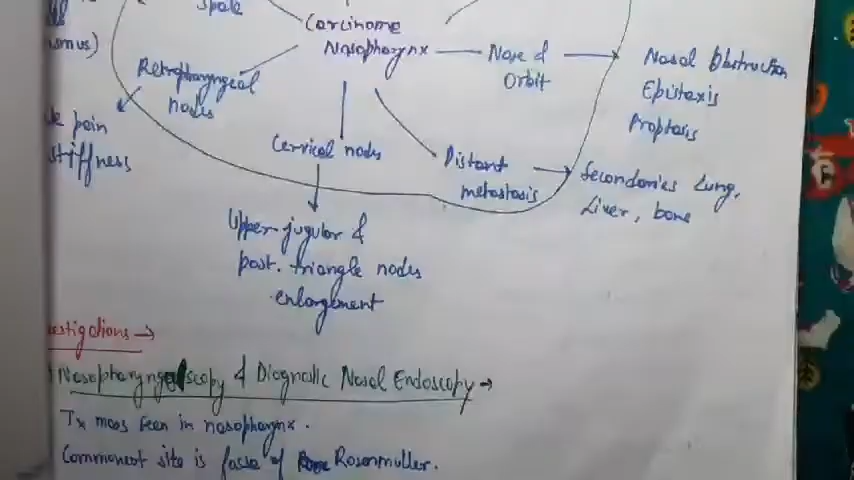 space
Carcinoma
Nasopharynx
Nose &
Orbit
Nasal Obstruction
Epistaxis
Proptosis
Retropharyngeal
nodes
pain
stiffness
Cervical nodes
Distant
metastasis
Secondaries Lung,
Liver, bone
Upper-jugular &
post. triangle nodes
enlargement
estigations →
Nasopharyngoscopy & Diagnostic Nasal Endoscopy →
Tx mass seen in nasopharynx.
Commonest site is fossa of Rosenmuller.